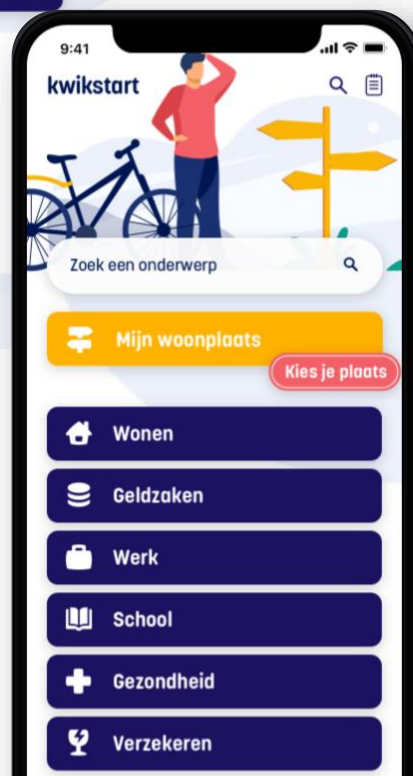 9:41
kwikstart
Zoek een onderwerp
Mijn woonplaats
Kies je plaats
Wonen
Geldzaken
Werk
School
Gezondheid
Verzekeren